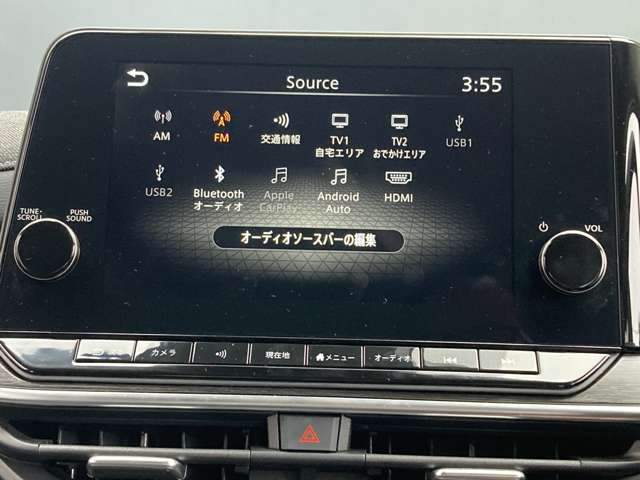 Source
3:55
AM
FM
交通情報
TV1
自宅エリア
TV2
おでかけエリア
USB1
USB2
Bluetooth
オーディオ
Apple
CarPlay
Android
Auto
HDMI
オーディオソースバーの編集
TUNE・
SCROLL
PUSH
SOUND
VOL
カメラ
現在地
メニュー
オーディオ